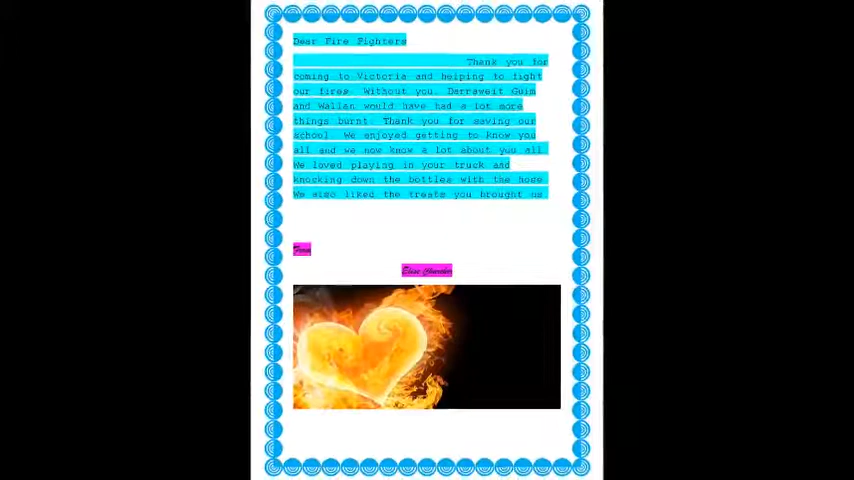 Dear Fire Fighters
Thank you for
coming to Victoria and helping to fight
our fires. Without you, Darraweit Guim
and Wallan would have had a lot more
things burnt. Thank you for saving our
school. We enjoyed getting to know you
all and we now know a lot about you all.
We loved playing in your truck and
knocking down the bottles with the hose
We also liked the treats you brought us
From
Elise